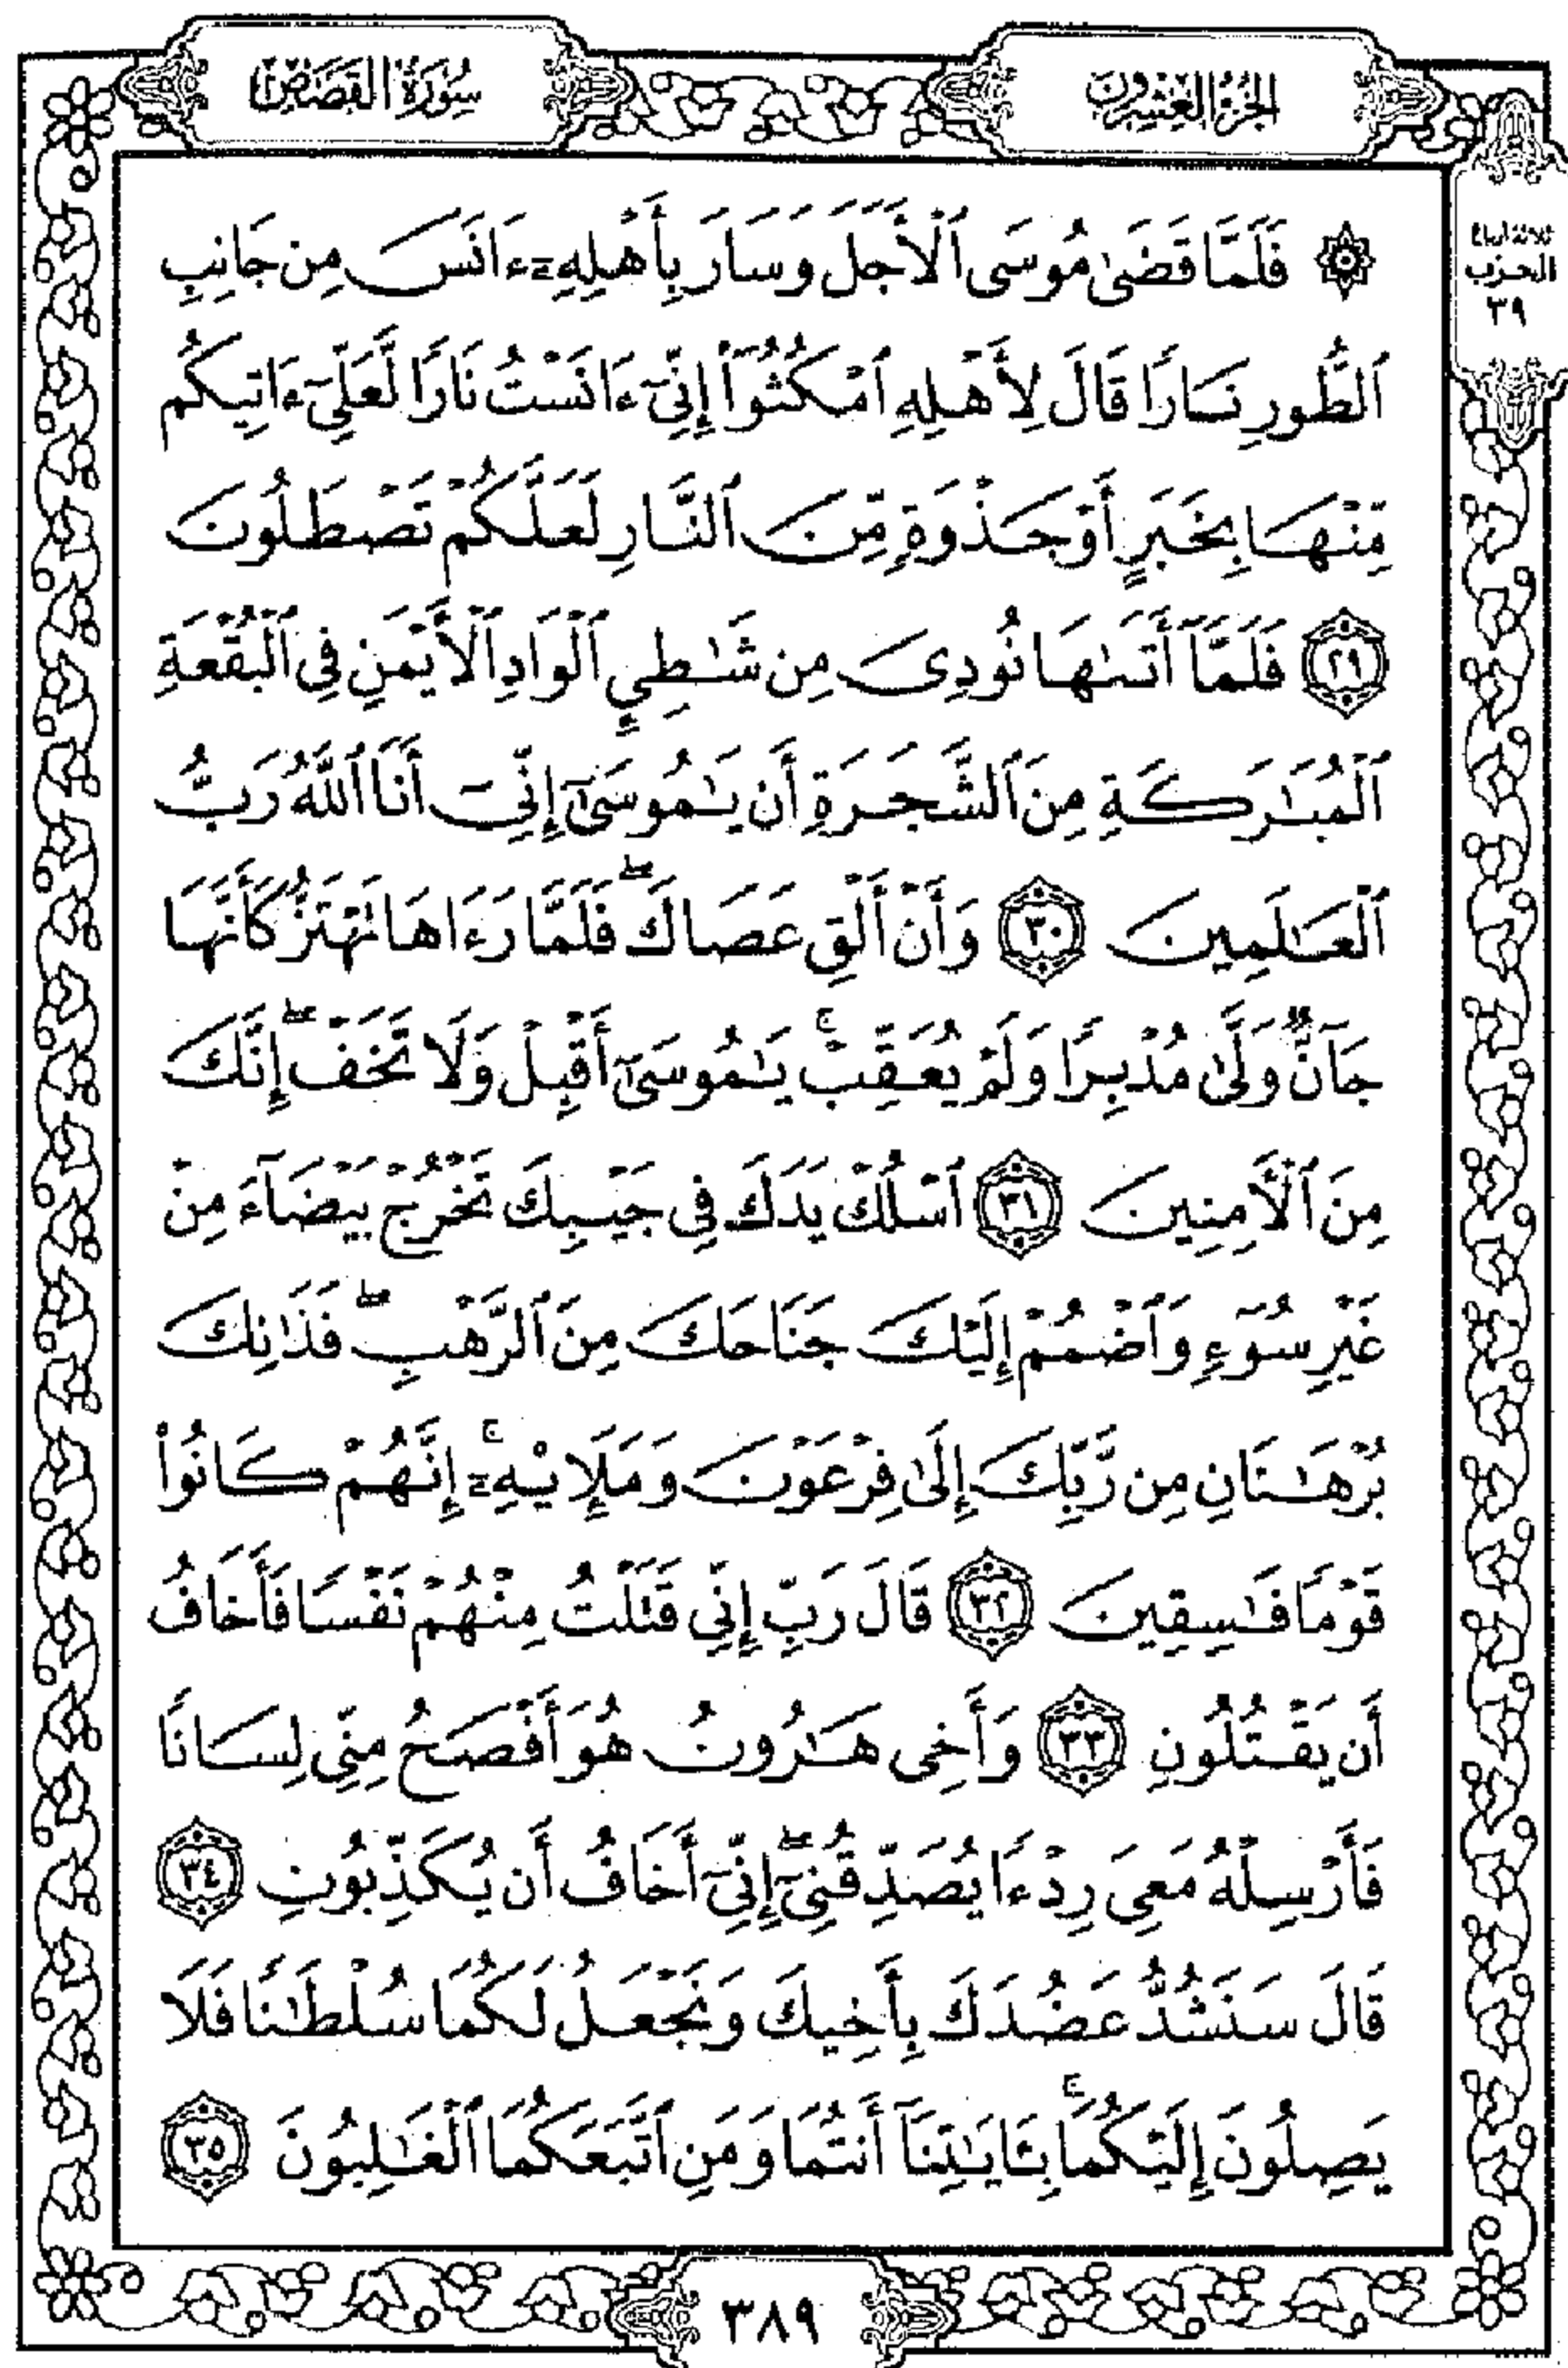 الجزء العشرون
سورة القصص
ثلاثة أرباع
الحزب
٣٩
۞ فَلَمَّا قَضَىٰ مُوسَى ٱلْأَجَلَ وَسَارَ بِأَهْلِهِۦٓ ءَانَسَ مِن جَانِبِ
ٱلطُّورِ نَارًا قَالَ لِأَهْلِهِ ٱمْكُثُوٓا۟ إِنِّىٓ ءَانَسْتُ نَارًا لَّعَلِّىٓ ءَاتِيكُم
مِّنْهَا بِخَبَرٍ أَوْ جَذْوَةٍ مِّنَ ٱلنَّارِ لَعَلَّكُمْ تَصْطَلُونَ
٢٩ فَلَمَّآ أَتَىٰهَا نُودِىَ مِن شَٰطِئِ ٱلْوَادِ ٱلْأَيْمَنِ فِى ٱلْبُقْعَةِ
ٱلْمُبَٰرَكَةِ مِنَ ٱلشَّجَرَةِ أَن يَٰمُوسَىٰٓ إِنِّىٓ أَنَا ٱللَّهُ رَبُّ
ٱلْعَٰلَمِينَ ٣٠ وَأَنْ أَلْقِ عَصَاكَ ۖ فَلَمَّا رَءَاهَا تَهْتَزُّ كَأَنَّهَا
جَآنٌّ وَلَّىٰ مُدْبِرًا وَلَمْ يُعَقِّبْ ۚ يَٰمُوسَىٰٓ أَقْبِلْ وَلَا تَخَفْ ۖ إِنَّكَ
مِنَ ٱلْأَمِنِينَ ٣١ ٱسْلُكْ يَدَكَ فِى جَيْبِكَ تَخْرُجْ بَيْضَآءَ مِنْ
غَيْرِ سُوٓءٍ وَٱضْمُمْ إِلَيْكَ جَنَاحَكَ مِنَ ٱلرَّهْبِ ۖ فَذَٰنِكَ
بُرْهَٰنَانِ مِن رَّبِّكَ إِلَىٰ فِرْعَوْنَ وَمَلَإِي۟هِۦٓ ۚ إِنَّهُمْ كَانُوا۟
قَوْمًا فَٰسِقِينَ ٣٢ قَالَ رَبِّ إِنِّى قَتَلْتُ مِنْهُمْ نَفْسًا فَأَخَافُ
أَن يَقْتُلُونِ ٣٣ وَأَخِى هَٰرُونُ هُوَ أَفْصَحُ مِنِّى لِسَانًا
فَأَرْسِلْهُ مَعِىَ رِدْءًا يُصَدِّقُنِىٓ ۖ إِنِّىٓ أَخَافُ أَن يُكَذِّبُونِ ٣٤
قَالَ سَنَشُدُّ عَضُدَكَ بِأَخِيكَ وَنَجْعَلُ لَكُمَا سُلْطَٰنًا فَلَا
يَصِلُونَ إِلَيْكُمَا ۚ بِـَٔايَٰتِنَآ أَنتُمَا وَمَنِ ٱتَّبَعَكُمَا ٱلْغَٰلِبُونَ ٣٥
٣٨٩